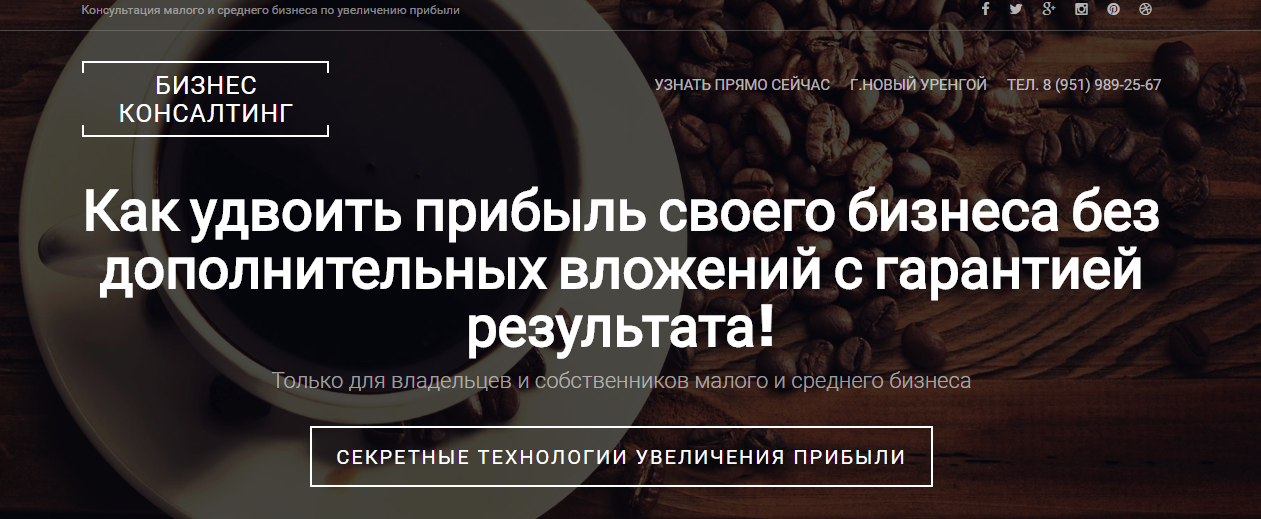 Консультация малого и среднего бизнеса по увеличению прибыли
БИЗНЕС
КОНСАЛТИНГ
УЗНАТЬ ПРЯМО СЕЙЧАС Г.НОВЫЙ УРЕНГОЙ ТЕЛ. 8 (951) 989-25-67
Как удвоить прибыль своего бизнеса без
дополнительных вложений с гарантией
результата!
Только для владельцев и собственников малого и среднего бизнеса
СЕКРЕТНЫЕ ТЕХНОЛОГИИ УВЕЛИЧЕНИЯ ПРИБЫЛИ